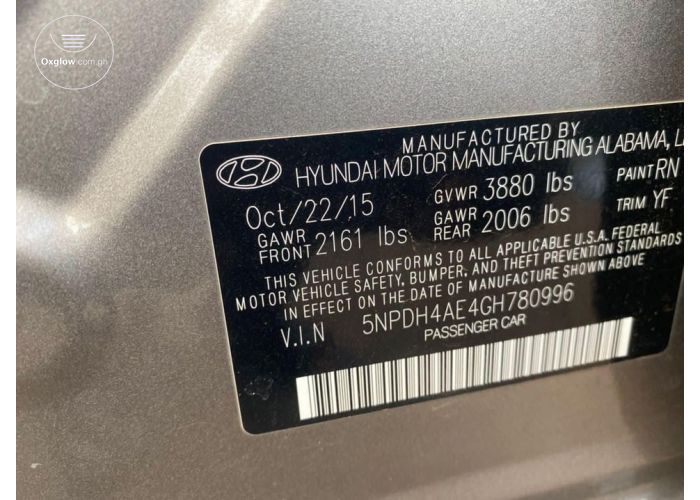 Oxglow.com.gh
MANUFACTURED BY
HYUNDAI MOTOR MANUFACTURING ALABAMA, L
Oct/22/15 GVWR 3880 lbs PAINT RN
GAWR FRONT 2161 lbs GAWR REAR 2006 lbs TRIM YF
THIS VEHICLE CONFORMS TO ALL APPLICABLE U.S.A. FEDERAL
MOTOR VEHICLE SAFETY, BUMPER, AND THEFT PREVENTION STANDARDS
IN EFFECT ON THE DATE OF MANUFACTURE SHOWN ABOVE
V.I.N 5NPDH4AE4GH780996
PASSENGER CAR